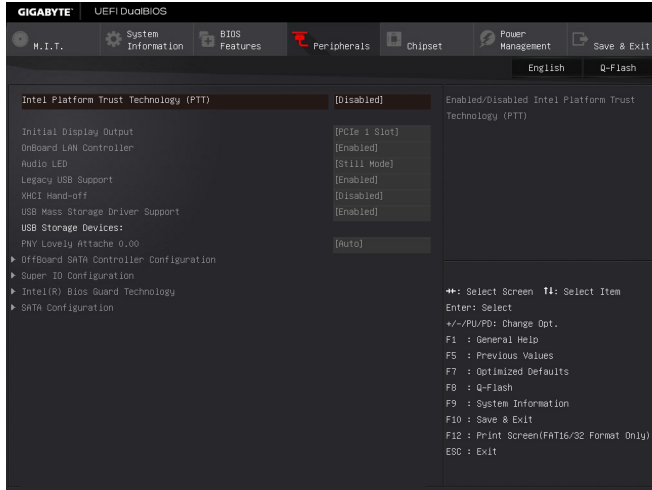 GIGABYTE™ UEFI DualBIOS
M.I.T.
System Information
BIOS Features
Peripherals
Chipset
Power Management
Save & Exit
English
Q-Flash
Intel Platform Trust Technology (PTT) [Disabled]
Initial Display Output [PCIe 1 Slot]
OnBoard LAN Controller [Enabled]
Audio LED [Still Mode]
Legacy USB Support [Enabled]
XHCI Hand-off [Disabled]
USB Mass Storage Driver Support [Enabled]
USB Storage Devices:
PNY Lovely Attache 0.00 [Auto]
OffBoard SATA Controller Configuration
Super IO Configuration
Intel(R) Bios Guard Technology
SATA Configuration
Enabled/Disabled Intel Platform Trust
Technology (PTT)
→←: Select Screen ↑↓: Select Item
Enter: Select
+/-/PU/PD: Change Opt.
F1 : General Help
F5 : Previous Values
F7 : Optimized Defaults
F8 : Q-Flash
F9 : System Information
F10 : Save & Exit
F12 : Print Screen(FAT16/32 Format Only)
ESC : Exit